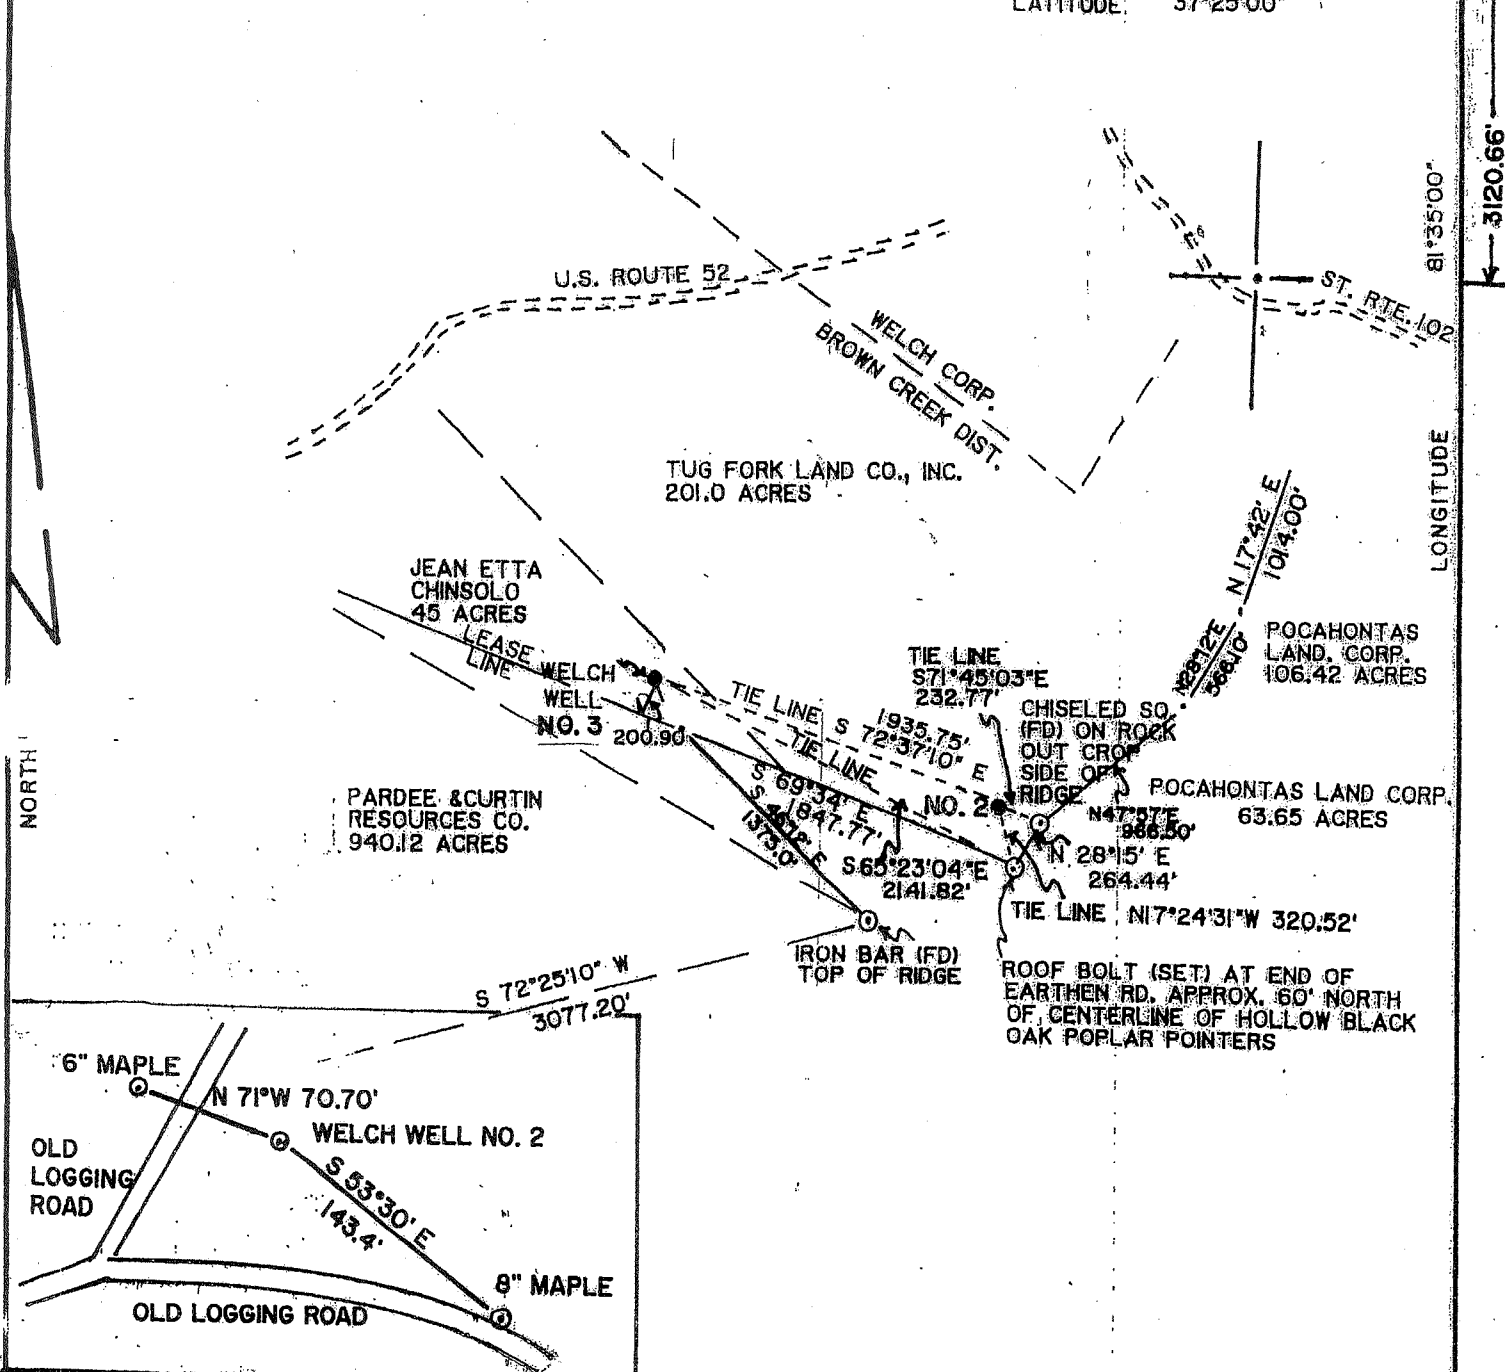 LATITUDE 37°25'00"
3120.66'
81°35'00"
LONGITUDE
U.S. ROUTE 52
ST. RTE. 102
WELCH CORP.
BROWN CREEK DIST.
TUG FORK LAND CO., INC.
201.0 ACRES
N 17°42' E
1014.00'
JEAN ETTA
CHINSOLO
45 ACRES
LEASE
LINE
WELCH
WELL
NO. 3
200.90
TIE LINE S 72°37'10" E
1935.75'
TIE LINE
S 65°23'04" E
2141.82'
TIE LINE
S71°45'03"E
232.77'
N28°12'E
566.10'
POCAHONTAS
LAND. CORP.
106.42 ACRES
CHISELED SQ.
(FD) ON ROCK
OUT CROP
SIDE OF
RIDGE
NO. 2
S 69°34' E
1847.77'
1375.0'
POCAHONTAS LAND CORP.
63.65 ACRES
N47°57'E
966.50'
N 28°15' E
264.44'
TIE LINE N17°24'31"W 320.52'
NORTH
PARDEE & CURTIN
RESOURCES CO.
940.12 ACRES
IRON BAR (FD)
TOP OF RIDGE
ROOF BOLT (SET) AT END OF
EARTHEN RD. APPROX. 60' NORTH
OF CENTERLINE OF HOLLOW BLACK
OAK POPLAR POINTERS
S 72°25'10" W
3077.20'
6" MAPLE
N 71°W 70.70'
WELCH WELL NO. 2
OLD
LOGGING
ROAD
S 53°30' E
143.4'
8" MAPLE
OLD LOGGING ROAD